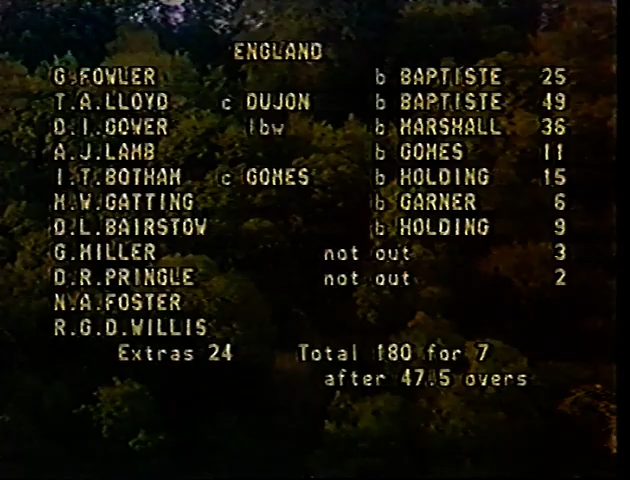 ENGLAND
G.FOWLER b BAPTISTE 25
T.A.LLOYD c DUJON b BAPTISTE 49
D.I.GOWER lbw b MARSHALL 36
A.J.LAMB b GOMES 11
I.T.BOTHAM c GOMES b HOLDING 15
M.W.GATTING b GARNER 6
D.L.BAIRSTOW b HOLDING 9
G.MILLER not out 3
D.R.PRINGLE not out 2
N.A.FOSTER
R.G.D.WILLIS
Extras 24 Total 180 for 7
after 47.5 overs